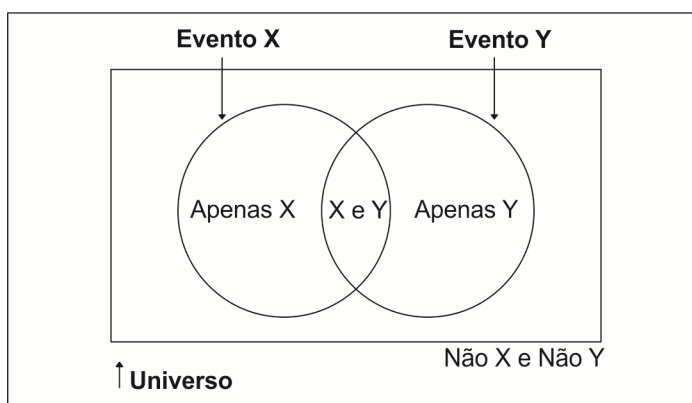 Evento X
Evento Y
Apenas X
X e Y
Apenas Y
Não X e Não Y
Universo